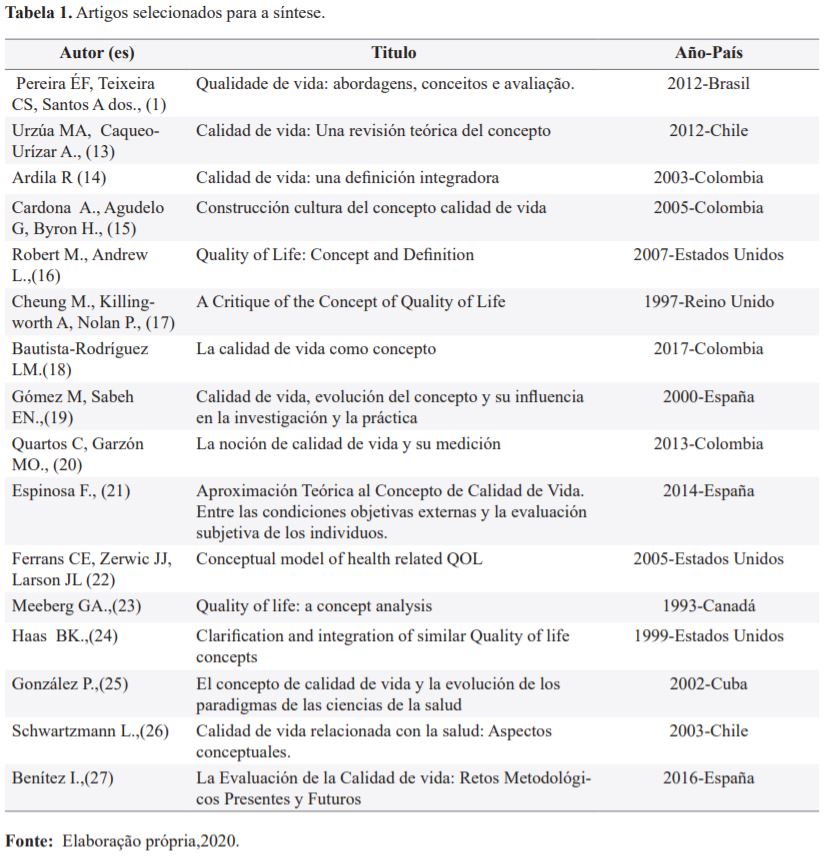 Tabela 1. Artigos selecionados para a síntese.
Autor (es) Titulo Año-País
Pereira ÉF, Teixeira CS, Santos A dos., (1) Qualidade de vida: abordagens, conceitos e avaliação. 2012-Brasil
Urzúa MA, Caqueo-Urízar A., (13) Calidad de vida: Una revisión teórica del concepto 2012-Chile
Ardila R (14) Calidad de vida: una definición integradora 2003-Colombia
Cardona A., Agudelo G, Byron H., (15) Construcción cultura del concepto calidad de vida 2005-Colombia
Robert M., Andrew L.,(16) Quality of Life: Concept and Definition 2007-Estados Unidos
Cheung M., Killing-worth A, Nolan P., (17) A Critique of the Concept of Quality of Life 1997-Reino Unido
Bautista-Rodríguez LM.(18) La calidad de vida como concepto 2017-Colombia
Gómez M, Sabeh EN.,(19) Calidad de vida, evolución del concepto y su influencia en la investigación y la práctica 2000-España
Quartos C, Garzón MO., (20) La noción de calidad de vida y su medición 2013-Colombia
Espinosa F., (21) Aproximación Teórica al Concepto de Calidad de Vida. Entre las condiciones objetivas externas y la evaluación subjetiva de los individuos. 2014-España
Ferrans CE, Zerwic JJ, Larson JL (22) Conceptual model of health related QOL 2005-Estados Unidos
Meeberg GA.,(23) Quality of life: a concept analysis 1993-Canadá
Haas BK.,(24) Clarification and integration of similar Quality of life concepts 1999-Estados Unidos
González P.,(25) El concepto de calidad de vida y la evolución de los paradigmas de las ciencias de la salud 2002-Cuba
Schwartzmann L.,(26) Calidad de vida relacionada con la salud: Aspectos conceptuales. 2003-Chile
Benítez I.,(27) La Evaluación de la Calidad de vida: Retos Metodológi-cos Presentes y Futuros 2016-España
Fonte: Elaboração própria,2020.